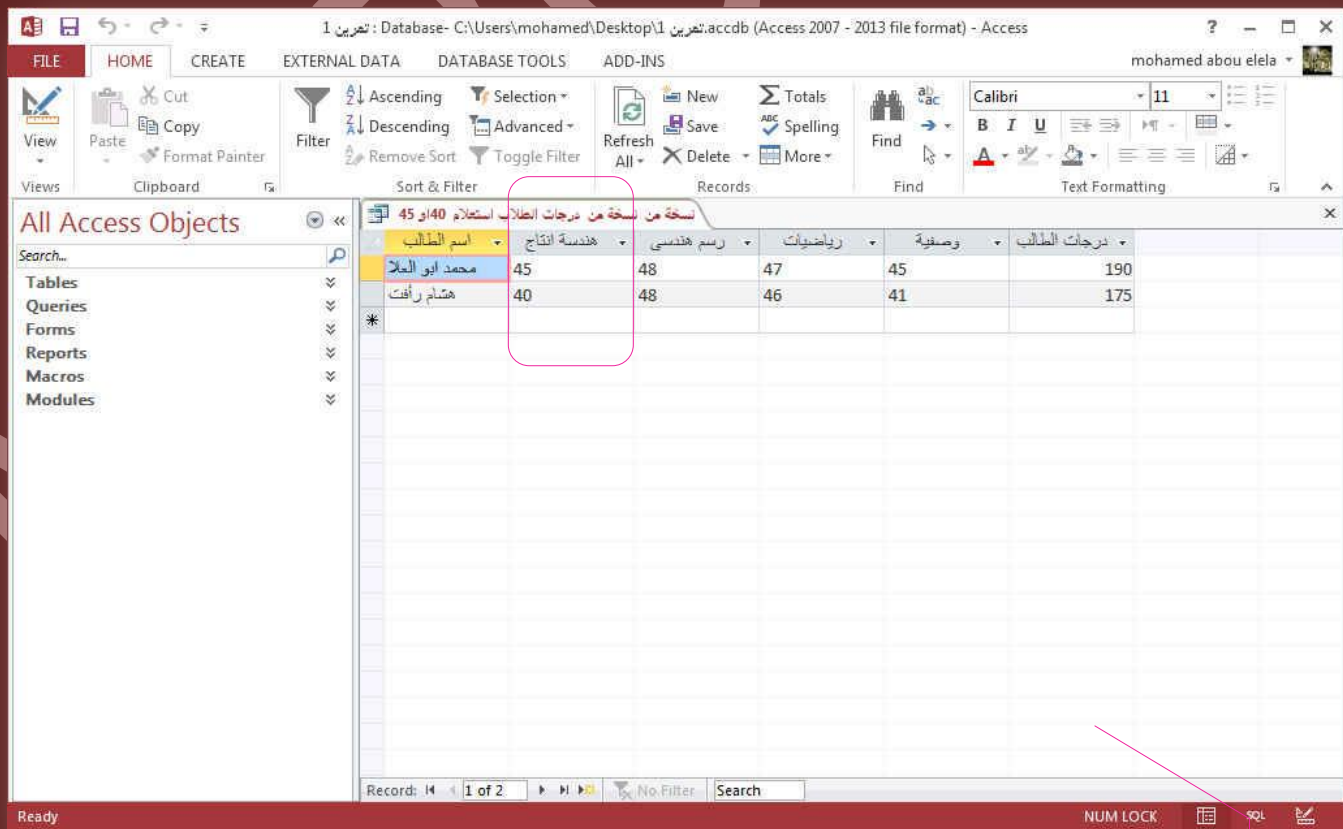 تمرين 1 : Database- C:\Users\mohamed\Desktop\1 تمرين.accdb (Access 2007 - 2013 file format) - Access
FILE HOME CREATE EXTERNAL DATA DATABASE TOOLS ADD-INS mohamed abou elela
View
Paste
Cut
Copy
Format Painter
Filter
Ascending
Descending
Remove Sort
Selection
Advanced
Toggle Filter
Refresh All
New
Save
Delete
Totals
Spelling
More
Find
Calibri 11
B I U
Views Clipboard Sort & Filter Records Find Text Formatting
All Access Objects
Search...
Tables
Queries
Forms
Reports
Macros
Modules
نسخة من نسخة من درجات الطلاب استعلام 40او 45
اسم الطالب هندسة انتاج رسم هندسى رياضيات وصفية درجات الطالب
محمد ابو العلا 45 48 47 45 190
هشام رأفت 40 48 46 41 175
Record: 1 of 2 No Filter Search
Ready NUM LOCK SQL